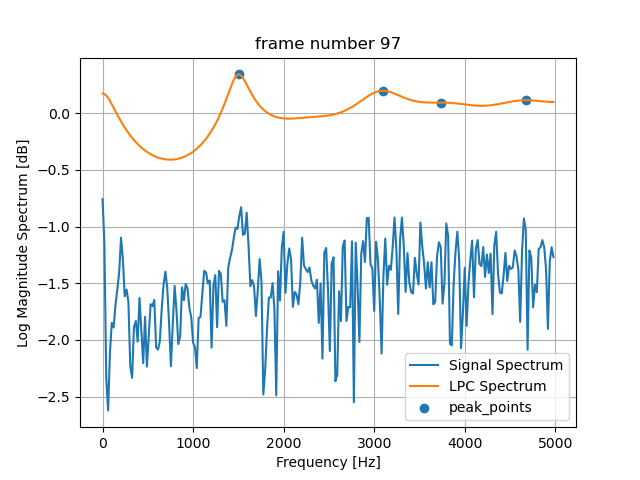 frame number 97
Log Magnitude Spectrum [dB]
0.0
−0.5
−1.0
−1.5
−2.0
−2.5
0 1000 2000 3000 4000 5000
Frequency [Hz]
Signal Spectrum
LPC Spectrum
peak_points